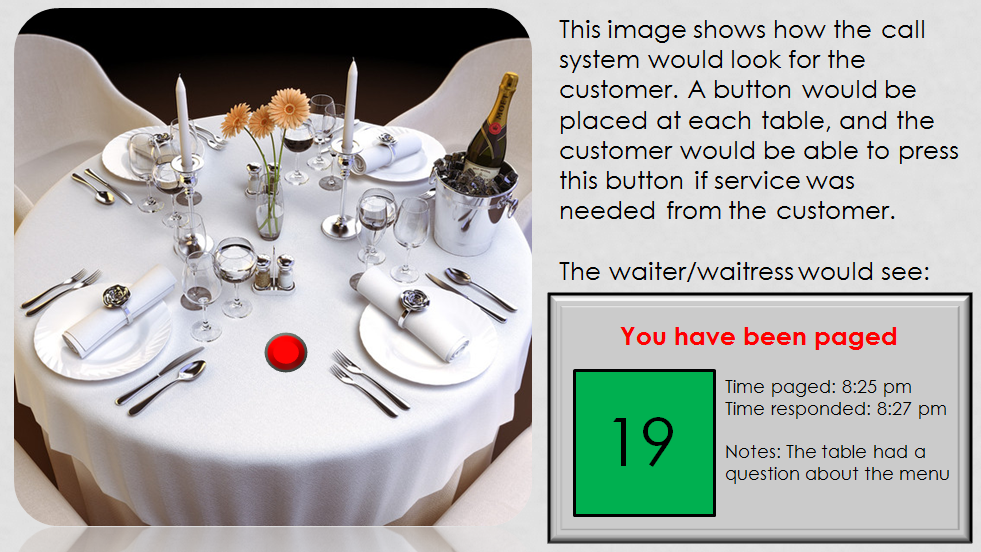 This image shows how the call
system would look for the
customer. A button would be
placed at each table, and the
customer would be able to press
this button if service was
needed from the customer.
The waiter/waitress would see:
You have been paged
19
Time paged: 8:25 pm
Time responded: 8:27 pm
Notes: The table had a
question about the menu